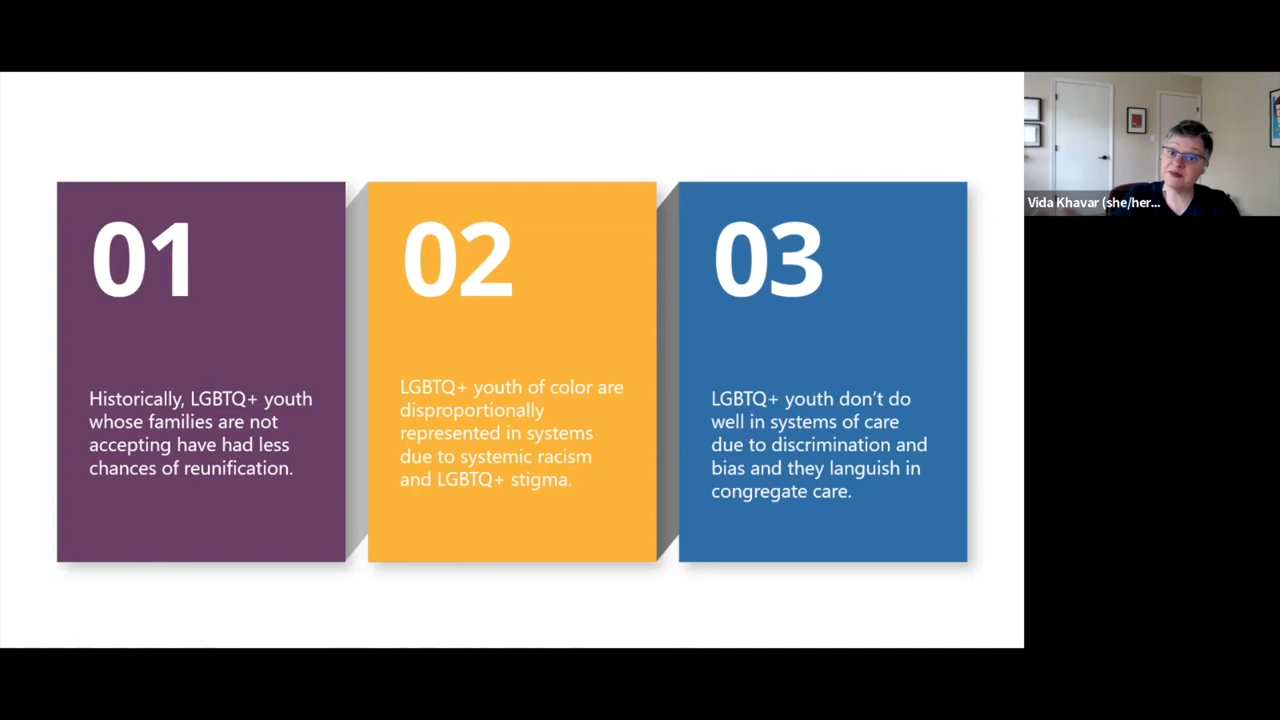 01
Historically, LGBTQ+ youth
whose families are not
accepting have had less
chances of reunification.
02
LGBTQ+ youth of color are
disproportionally
represented in systems
due to systemic racism
and LGBTQ+ stigma.
03
LGBTQ+ youth don’t do
well in systems of care
due to discrimination and
bias and they languish in
congregate care.
Vida Khavar (she/her...